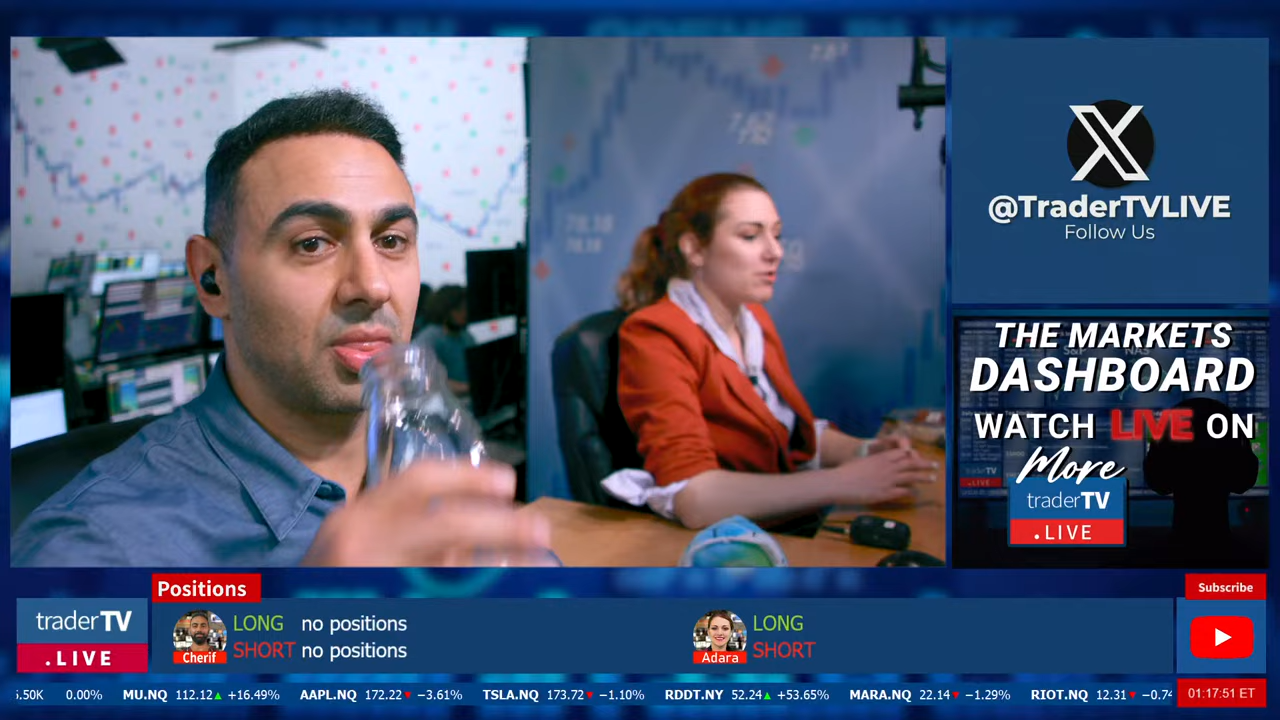 @TraderTVLIVE
Follow Us
THE MARKETS
DASHBOARD
WATCH LIVE ON
More
traderTV
.LIVE
Positions
Subscribe
traderTV
.LIVE
Cherif
LONG no positions
SHORT no positions
Adara
LONG
SHORT
.50K 0.00% MU.NQ 112.12▲ +16.49% AAPL.NQ 172.22▼ −3.61% TSLA.NQ 173.72▼ −1.10% RDDT.NY 52.24▲ +53.65% MARA.NQ 22.14▼ −1.29% RIOT.NQ 12.31▼ −0.74
01:17:51 ET